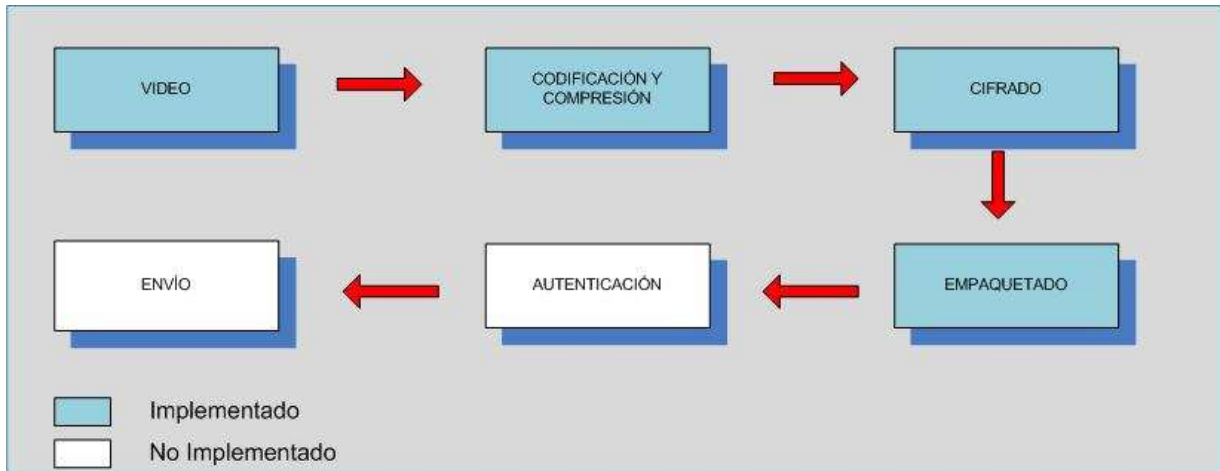 VIDEO
CODIFICACIÓN Y
COMPRESIÓN
CIFRADO
ENVÍO
AUTENTICACIÓN
EMPAQUETADO
Implementado
No Implementado